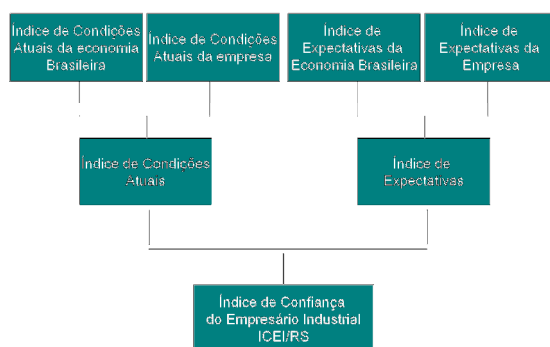 Índice de Condições
Atuais da economia
Brasileira
Índice de Condições
Atuais da empresa
Índice de
Expectativas da
Economia Brasileira
Índice de
Expectativas da
Empresa
Índice de Condições
Atuais
Índice de
Expectativas
Índice de Confiança
do Empresário Industrial
ICEI/RS